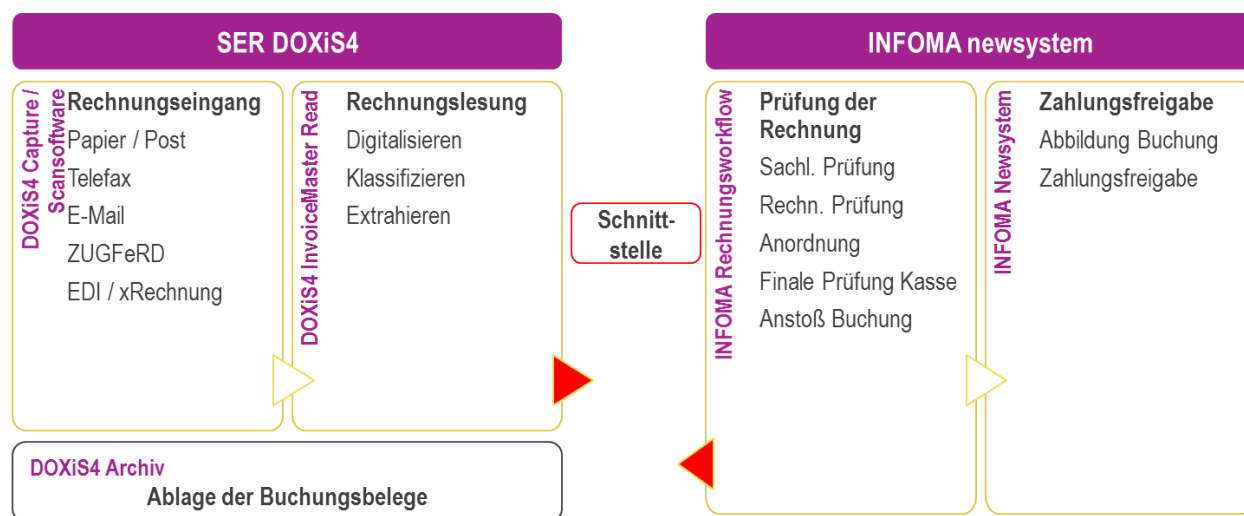 SER DOXiS4
DOXiS4 Capture /
Scansoftware
Rechnungseingang
Papier / Post
Telefax
E-Mail
ZUGFeRD
EDI / xRechnung
DOXiS4 InvoiceMaster Read
Rechnungslesung
Digitalisieren
Klassifizieren
Extrahieren
Schnitt-
stelle
INFOMA newsystem
INFOMA Rechnungsworkflow
Prüfung der
Rechnung
Sachl. Prüfung
Rechn. Prüfung
Anordnung
Finale Prüfung Kasse
Anstoß Buchung
INFOMA Newsystem
Zahlungsfreigabe
Abbildung Buchung
Zahlungsfreigabe
DOXiS4 Archiv
Ablage der Buchungsbelege